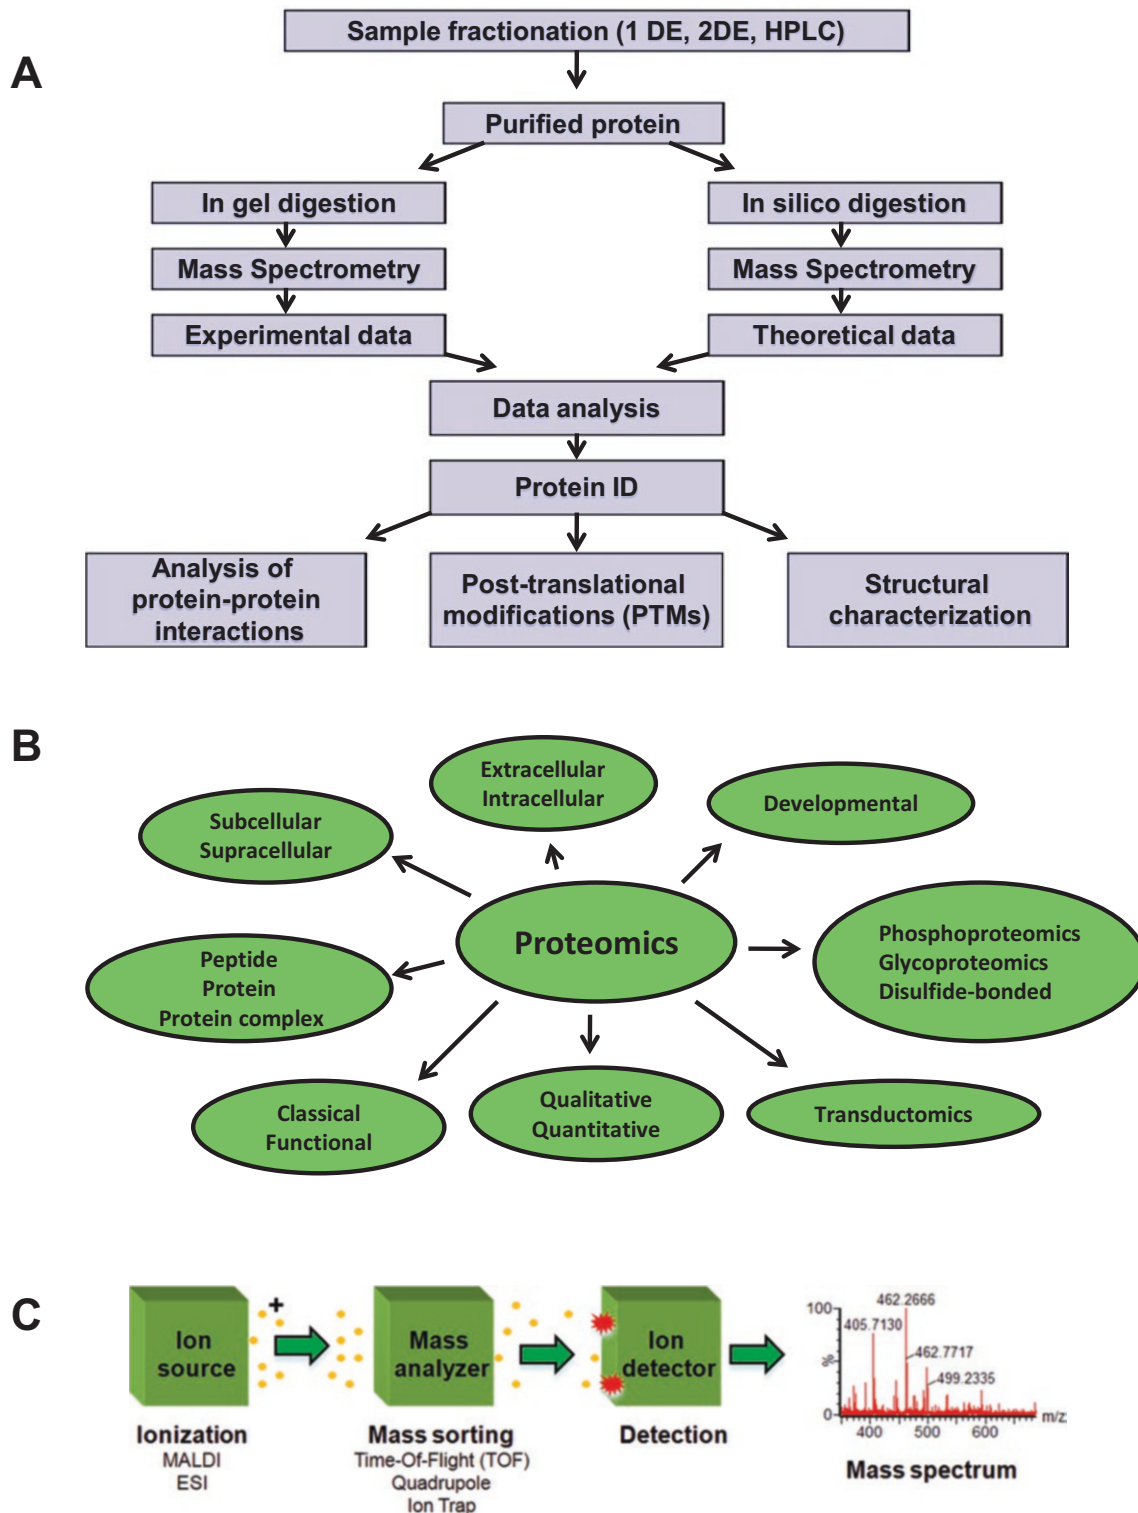 A
Sample fractionation (1 DE, 2DE, HPLC)
Purified protein
In gel digestion
In silico digestion
Mass Spectrometry
Mass Spectrometry
Experimental data
Theoretical data
Data analysis
Protein ID
Analysis of
protein-protein
interactions
Post-translational
modifications (PTMs)
Structural
characterization
B
Extracellular
Intracellular
Developmental
Subcellular
Supracellular
Proteomics
Phosphoproteomics
Glycoproteomics
Disulfide-bonded
Peptide
Protein
Protein complex
Classical
Functional
Qualitative
Quantitative
Transductomics
C
Ion
source
+
Mass
analyzer
Ion
detector
Ionization
MALDI
ESI
Mass sorting
Time-Of-Flight (TOF)
Quadrupole
Ion Trap
Detection
100
%
0
462.2666
405.7130
462.7717
499.2335
400
500
600
m/z
Mass spectrum